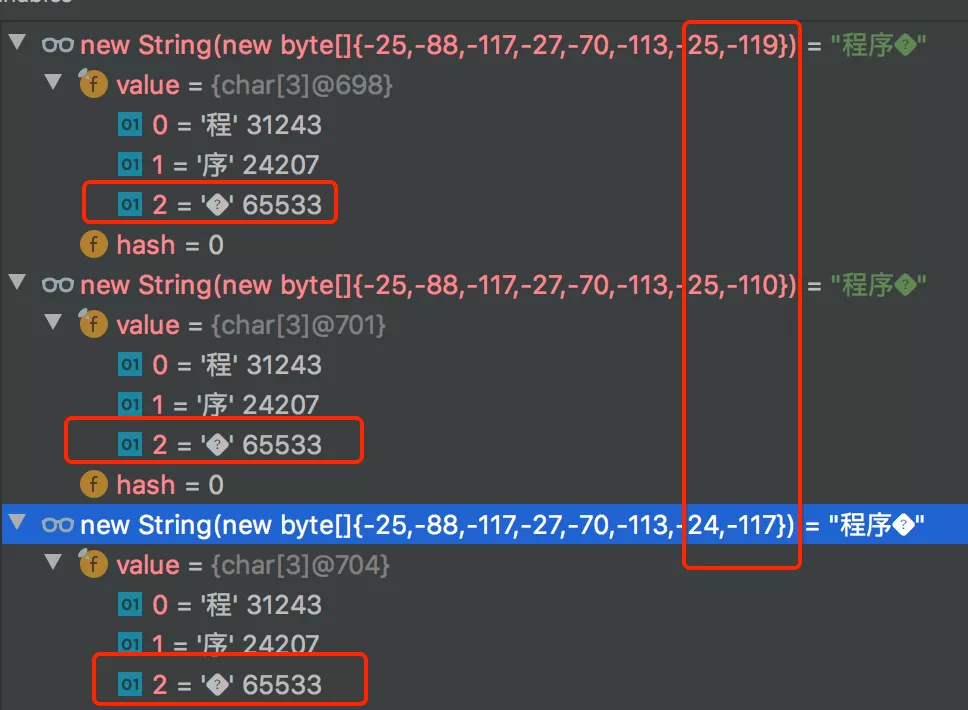 new String(new byte[]{-25,-88,-117,-27,-70,-113,-25,-119}) = "程序�"
f value = {char[3]@698}
01 0 = '程' 31243
01 1 = '序' 24207
01 2 = '�' 65533
f hash = 0
new String(new byte[]{-25,-88,-117,-27,-70,-113,-25,-110}) = "程序�"
f value = {char[3]@701}
01 0 = '程' 31243
01 1 = '序' 24207
01 2 = '�' 65533
f hash = 0
new String(new byte[]{-25,-88,-117,-27,-70,-113,-24,-117}) = "程序�"
f value = {char[3]@704}
01 0 = '程' 31243
01 1 = '序' 24207
01 2 = '�' 65533